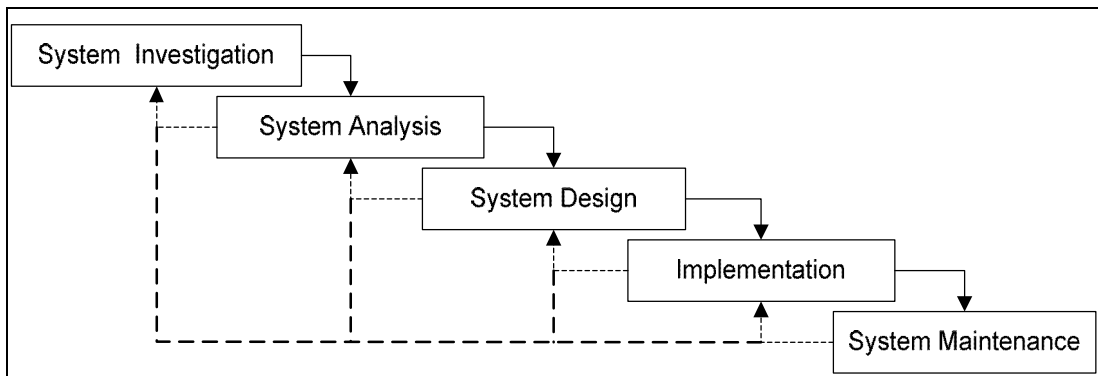 System Investigation
System Analysis
System Design
Implementation
System Maintenance